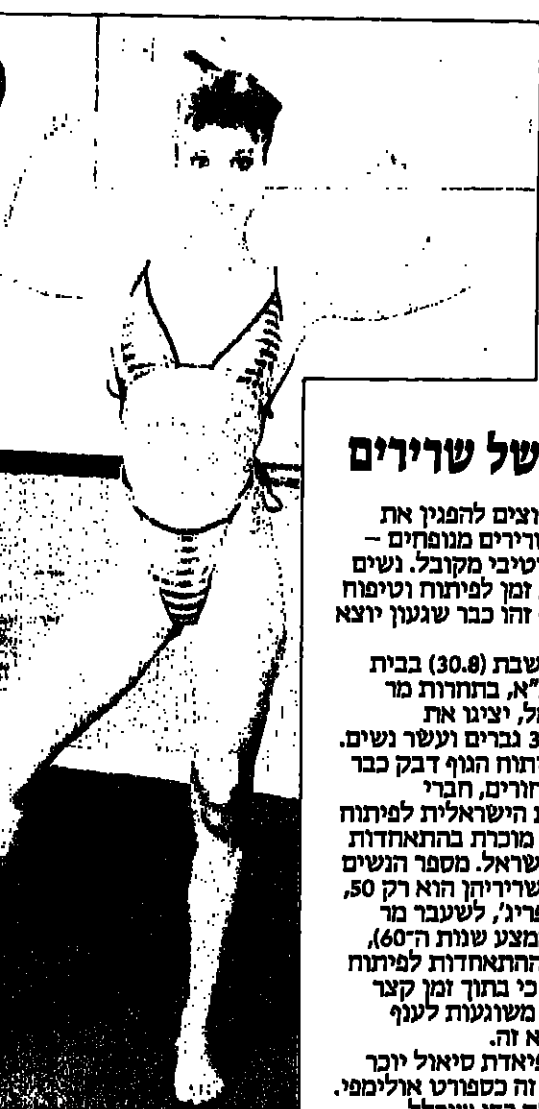 של שרירים
וצים להפגין את
ורירים מנופחים –
יטיבי מקובל. נשים
זמן לפיתוח וטיפוח
זהו כבר שגעון יוצא
שבת (30.8) בבית
"א, בתחרות מר
ל, יציגו את
3 גברים ועשר נשים.
יתוח הגוף דבק כבר
חורים, חברי
ת הישראלית לפיתוח
מוכרת בהתאחדות
שראל. מספר הנשים
שריריהן הוא רק 50,
פריג', לשעבר מר
מצע שנות ה־60),
ההתאחדות לפיתוח
כי בתוך זמן קצר
משוגעות לענף
א זה.
פיאדת סיאול יוכר
זה כספורט אולימפי.